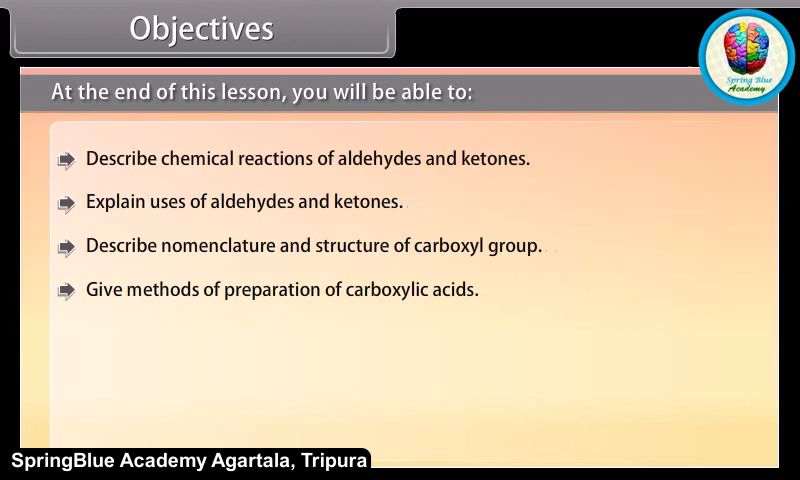 Objectives
Spring Blue
Academy
At the end of this lesson, you will be able to:
Describe chemical reactions of aldehydes and ketones.
Explain uses of aldehydes and ketones.
Describe nomenclature and structure of carboxyl group.
Give methods of preparation of carboxylic acids.
SpringBlue Academy Agartala, Tripura